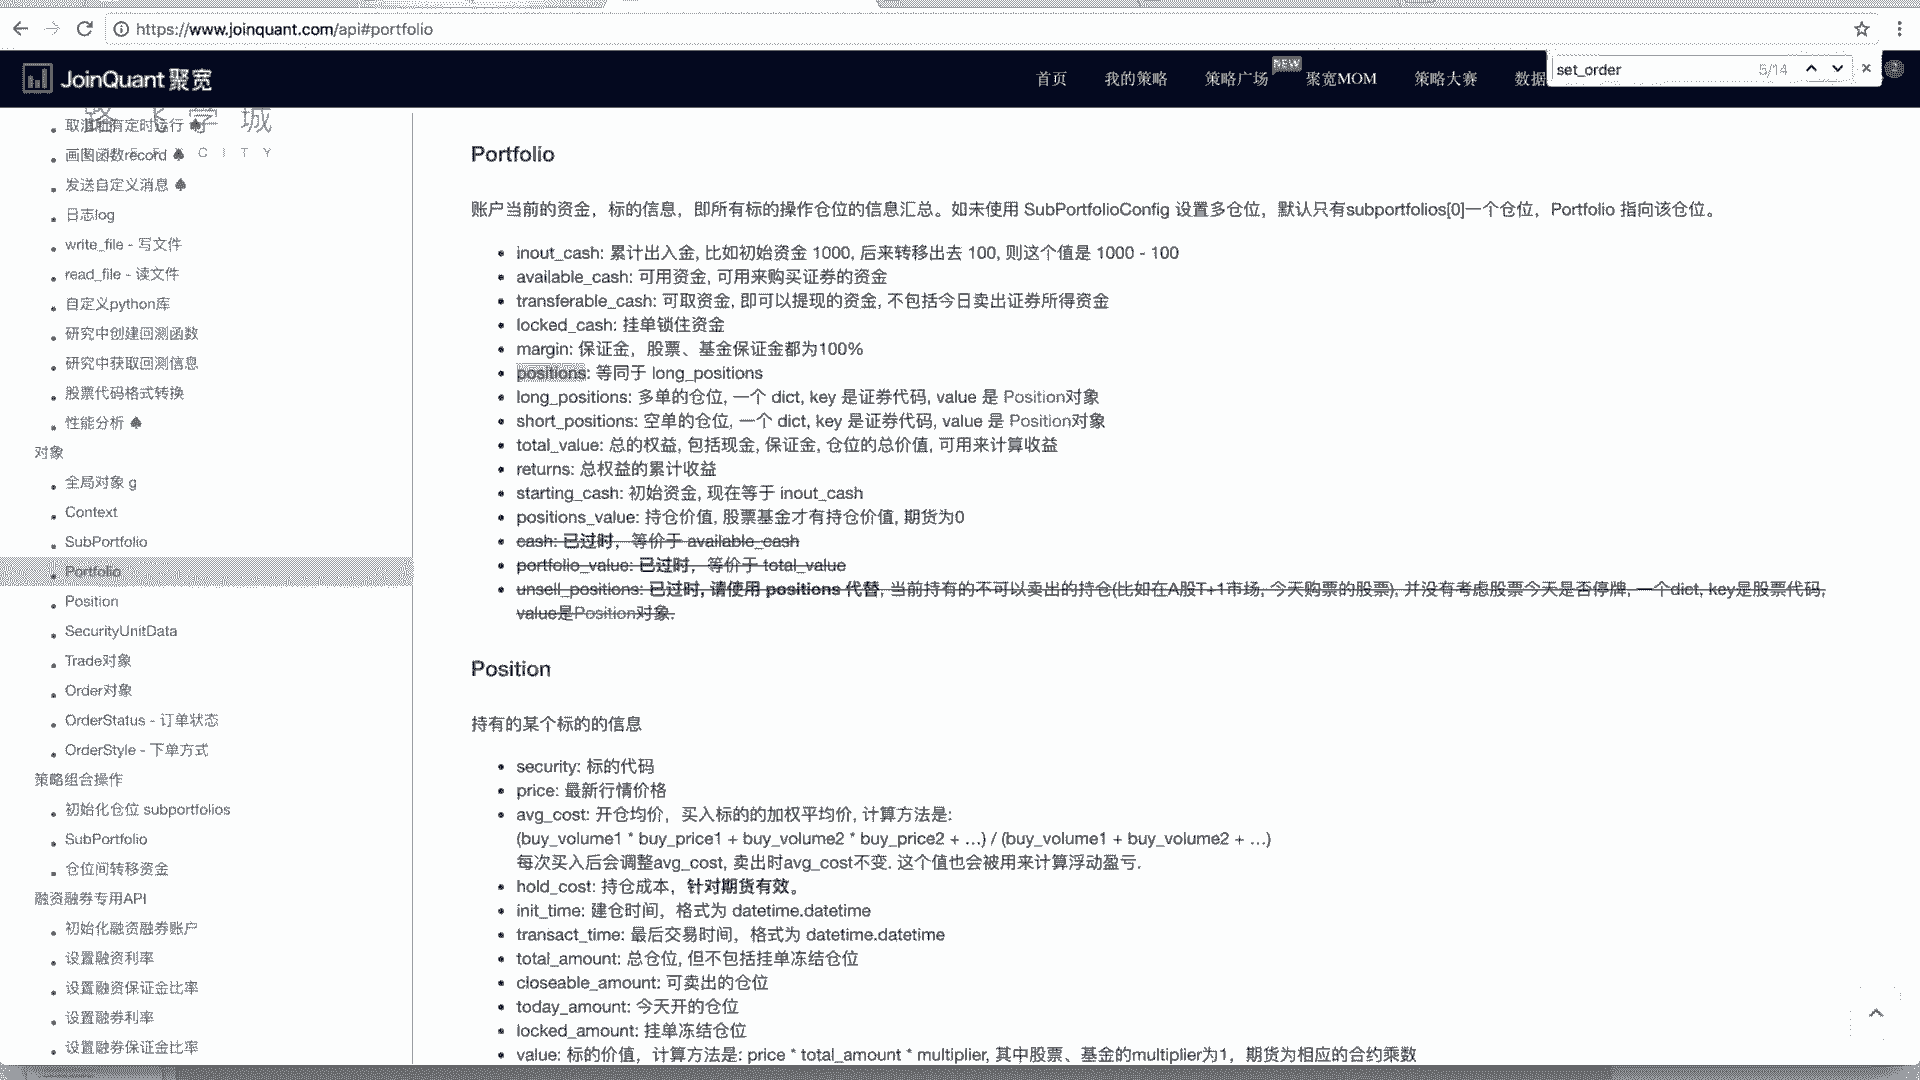 https://www.joinquant.com/api#portfolio
JoinQuant 聚宽
首页
我的策略
策略广场
NEW
聚宽MOM
策略大赛
数据
set_order
5/14
学 城
C I T Y
取消所有定时运行 ♠
画图函数record ♠
发送自定义消息 ♠
日志log
write_file - 写文件
read_file - 读文件
自定义python库
研究中创建回测函数
研究中获取回测信息
股票代码格式转换
性能分析 ♠
对象
全局对象 g
Context
SubPortfolio
Portfolio
Position
SecurityUnitData
Trade对象
Order对象
OrderStatus - 订单状态
OrderStyle - 下单方式
策略组合操作
初始化仓位 subportfolios
SubPortfolio
仓位间转移资金
融资融券专用API
初始化融资融券账户
设置融资利率
设置融资保证金比率
设置融券利率
设置融券保证金比率
Portfolio
账户当前的资金，标的信息，即所有标的操作仓位的信息汇总。如未使用 SubPortfolioConfig 设置多仓位，默认只有subportfolios[0]一个仓位，Portfolio 指向该仓位。
inout_cash: 累计出入金, 比如初始资金 1000, 后来转移出去 100, 则这个值是 1000 - 100
available_cash: 可用资金, 可用来购买证券的资金
transferable_cash: 可取资金, 即可以提现的资金, 不包括今日卖出证券所得资金
locked_cash: 挂单锁住资金
margin: 保证金，股票、基金保证金都为100%
positions: 等同于 long_positions
long_positions: 多单的仓位, 一个 dict, key 是证券代码, value 是 Position对象
short_positions: 空单的仓位, 一个 dict, key 是证券代码, value 是 Position对象
total_value: 总的权益, 包括现金, 保证金, 仓位的总价值, 可用来计算收益
returns: 总权益的累计收益
starting_cash: 初始资金, 现在等于 inout_cash
positions_value: 持仓价值, 股票基金才有持仓价值, 期货为0
cash: 已过时，等价于 available_cash
portfolio_value: 已过时，等价于 total_value
unsell_positions: 已过时, 请使用 positions 代替, 当前持有的不可以卖出的持仓(比如在A股T+1市场, 今天购票的股票), 并没有考虑股票今天是否停牌, 一个dict, key是股票代码,
value是Position对象.
Position
持有的某个标的的信息
security: 标的代码
price: 最新行情价格
avg_cost: 开仓均价，买入标的的加权平均价, 计算方法是:
(buy_volume1 * buy_price1 + buy_volume2 * buy_price2 + …) / (buy_volume1 + buy_volume2 + …)
每次买入后会调整avg_cost, 卖出时avg_cost不变. 这个值也会被用来计算浮动盈亏.
hold_cost: 持仓成本，针对期货有效。
init_time: 建仓时间，格式为 datetime.datetime
transact_time: 最后交易时间，格式为 datetime.datetime
total_amount: 总仓位, 但不包括挂单冻结仓位
closeable_amount: 可卖出的仓位
today_amount: 今天开的仓位
locked_amount: 挂单冻结仓位
value: 标的价值，计算方法是: price * total_amount * multiplier, 其中股票、基金的multiplier为1，期货为相应的合约乘数